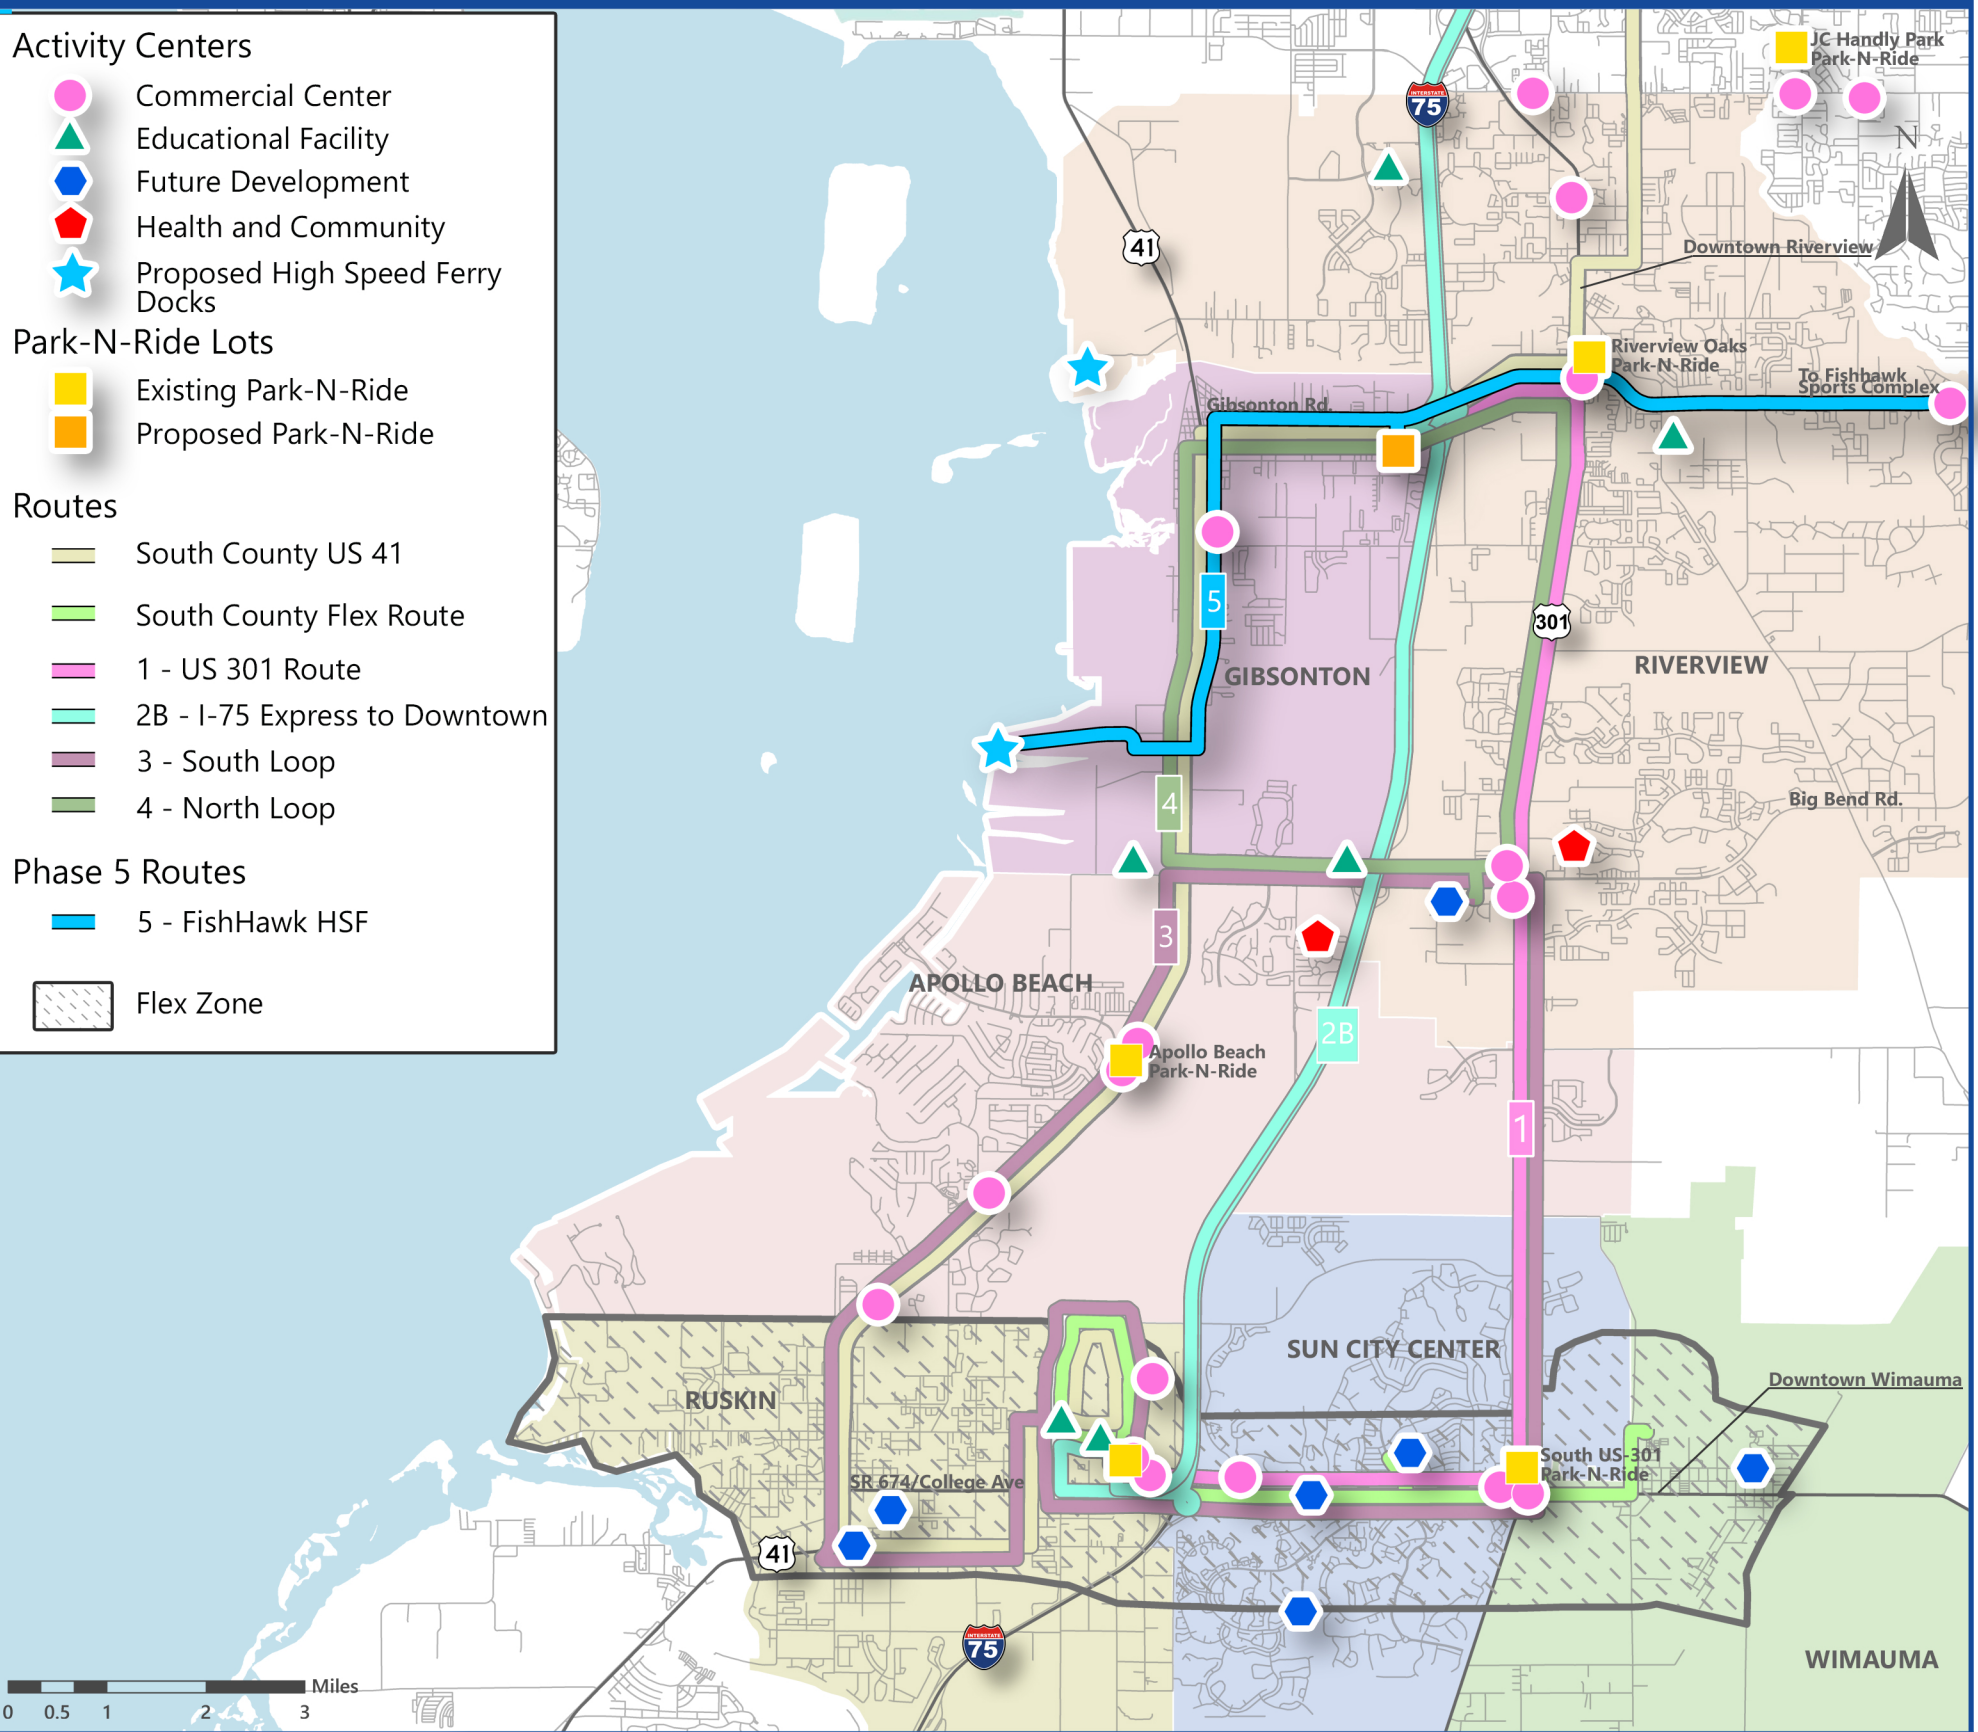 Activity Centers
Commercial Center
Educational Facility
Future Development
Health and Community
Proposed High Speed Ferry
Docks
Park-N-Ride Lots
Existing Park-N-Ride
Proposed Park-N-Ride
Routes
South County US 41
South County Flex Route
1 - US 301 Route
2B - I-75 Express to Downtown
3 - South Loop
4 - North Loop
Phase 5 Routes
5 - FishHawk HSF
Flex Zone
JC Handly Park
Park-N-Ride
INTERSTATE
75
N
41
Downtown Riverview
Riverview Oaks
Park-N-Ride
To Fishhawk
Sports Complex
Gibsonton Rd.
5
301
GIBSONTON
RIVERVIEW
4
Big Bend Rd.
3
APOLLO BEACH
2B
Apollo Beach
Park-N-Ride
1
SUN CITY CENTER
RUSKIN
Downtown Wimauma
South US-301
Park-N-Ride
SR 674/College Ave
41
INTERSTATE
75
WIMAUMA
Miles
0 0.5 1 2 3